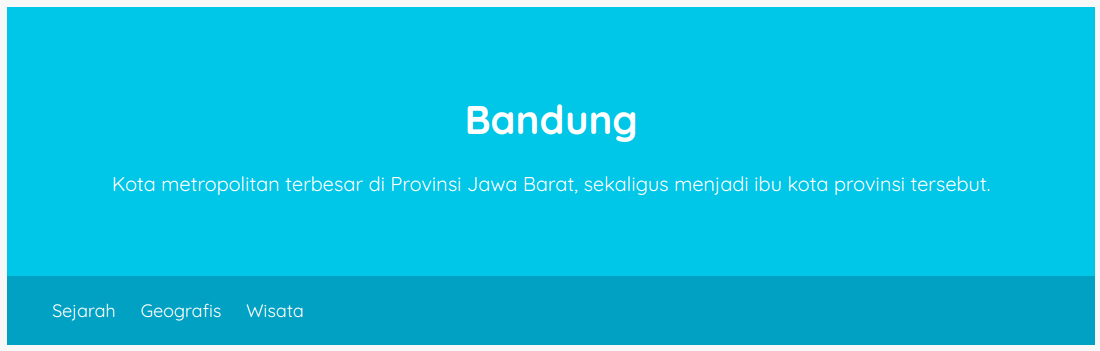 Bandung
Kota metropolitan terbesar di Provinsi Jawa Barat, sekaligus menjadi ibu kota provinsi tersebut.
Sejarah Geografis Wisata